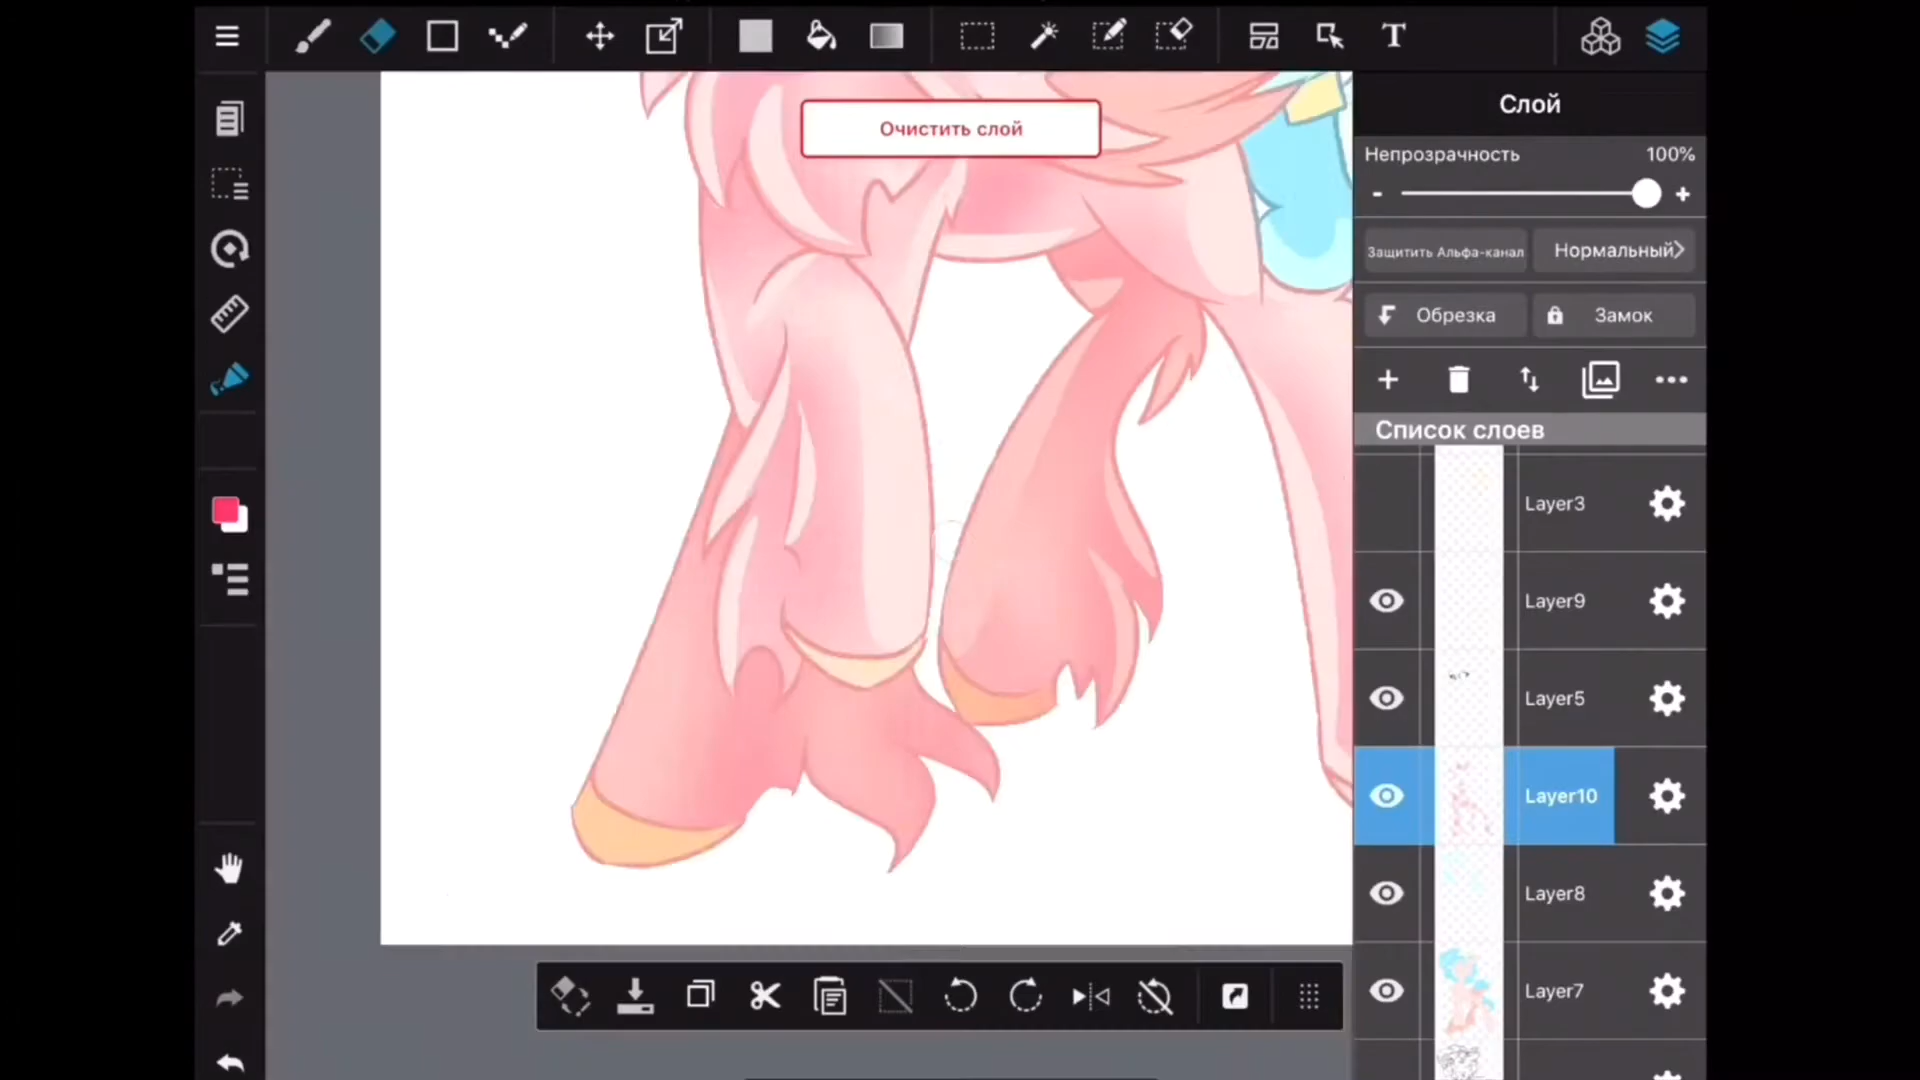 T
Слой
Очистить слой
Непрозрачность 100%
- +
Защитить Альфа-канал Нормальный
Обрезка Замок
Список слоев
Layer3
Layer9
Layer5
Layer10
Layer8
Layer7